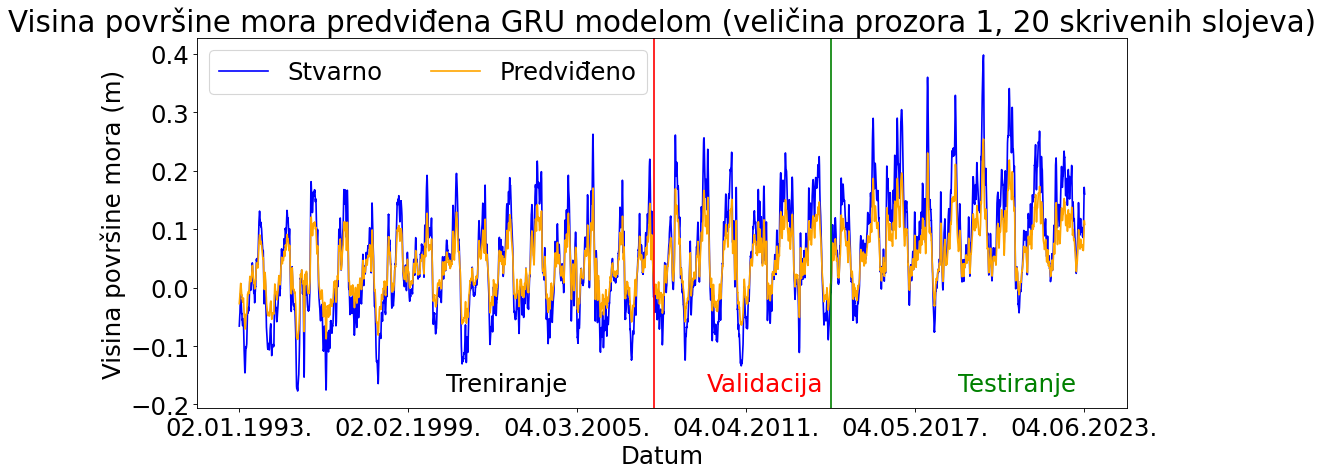 Visina površine mora predviđena GRU modelom (veličina prozora 1, 20 skrivenih slojeva)
Stvarno
Predviđeno
Visina površine mora (m)
0.4
0.3
0.2
0.1
0.0
−0.1
−0.2
Treniranje
Validacija
Testiranje
02.01.1993.
02.02.1999.
04.03.2005.
04.04.2011.
04.05.2017.
04.06.2023.
Datum